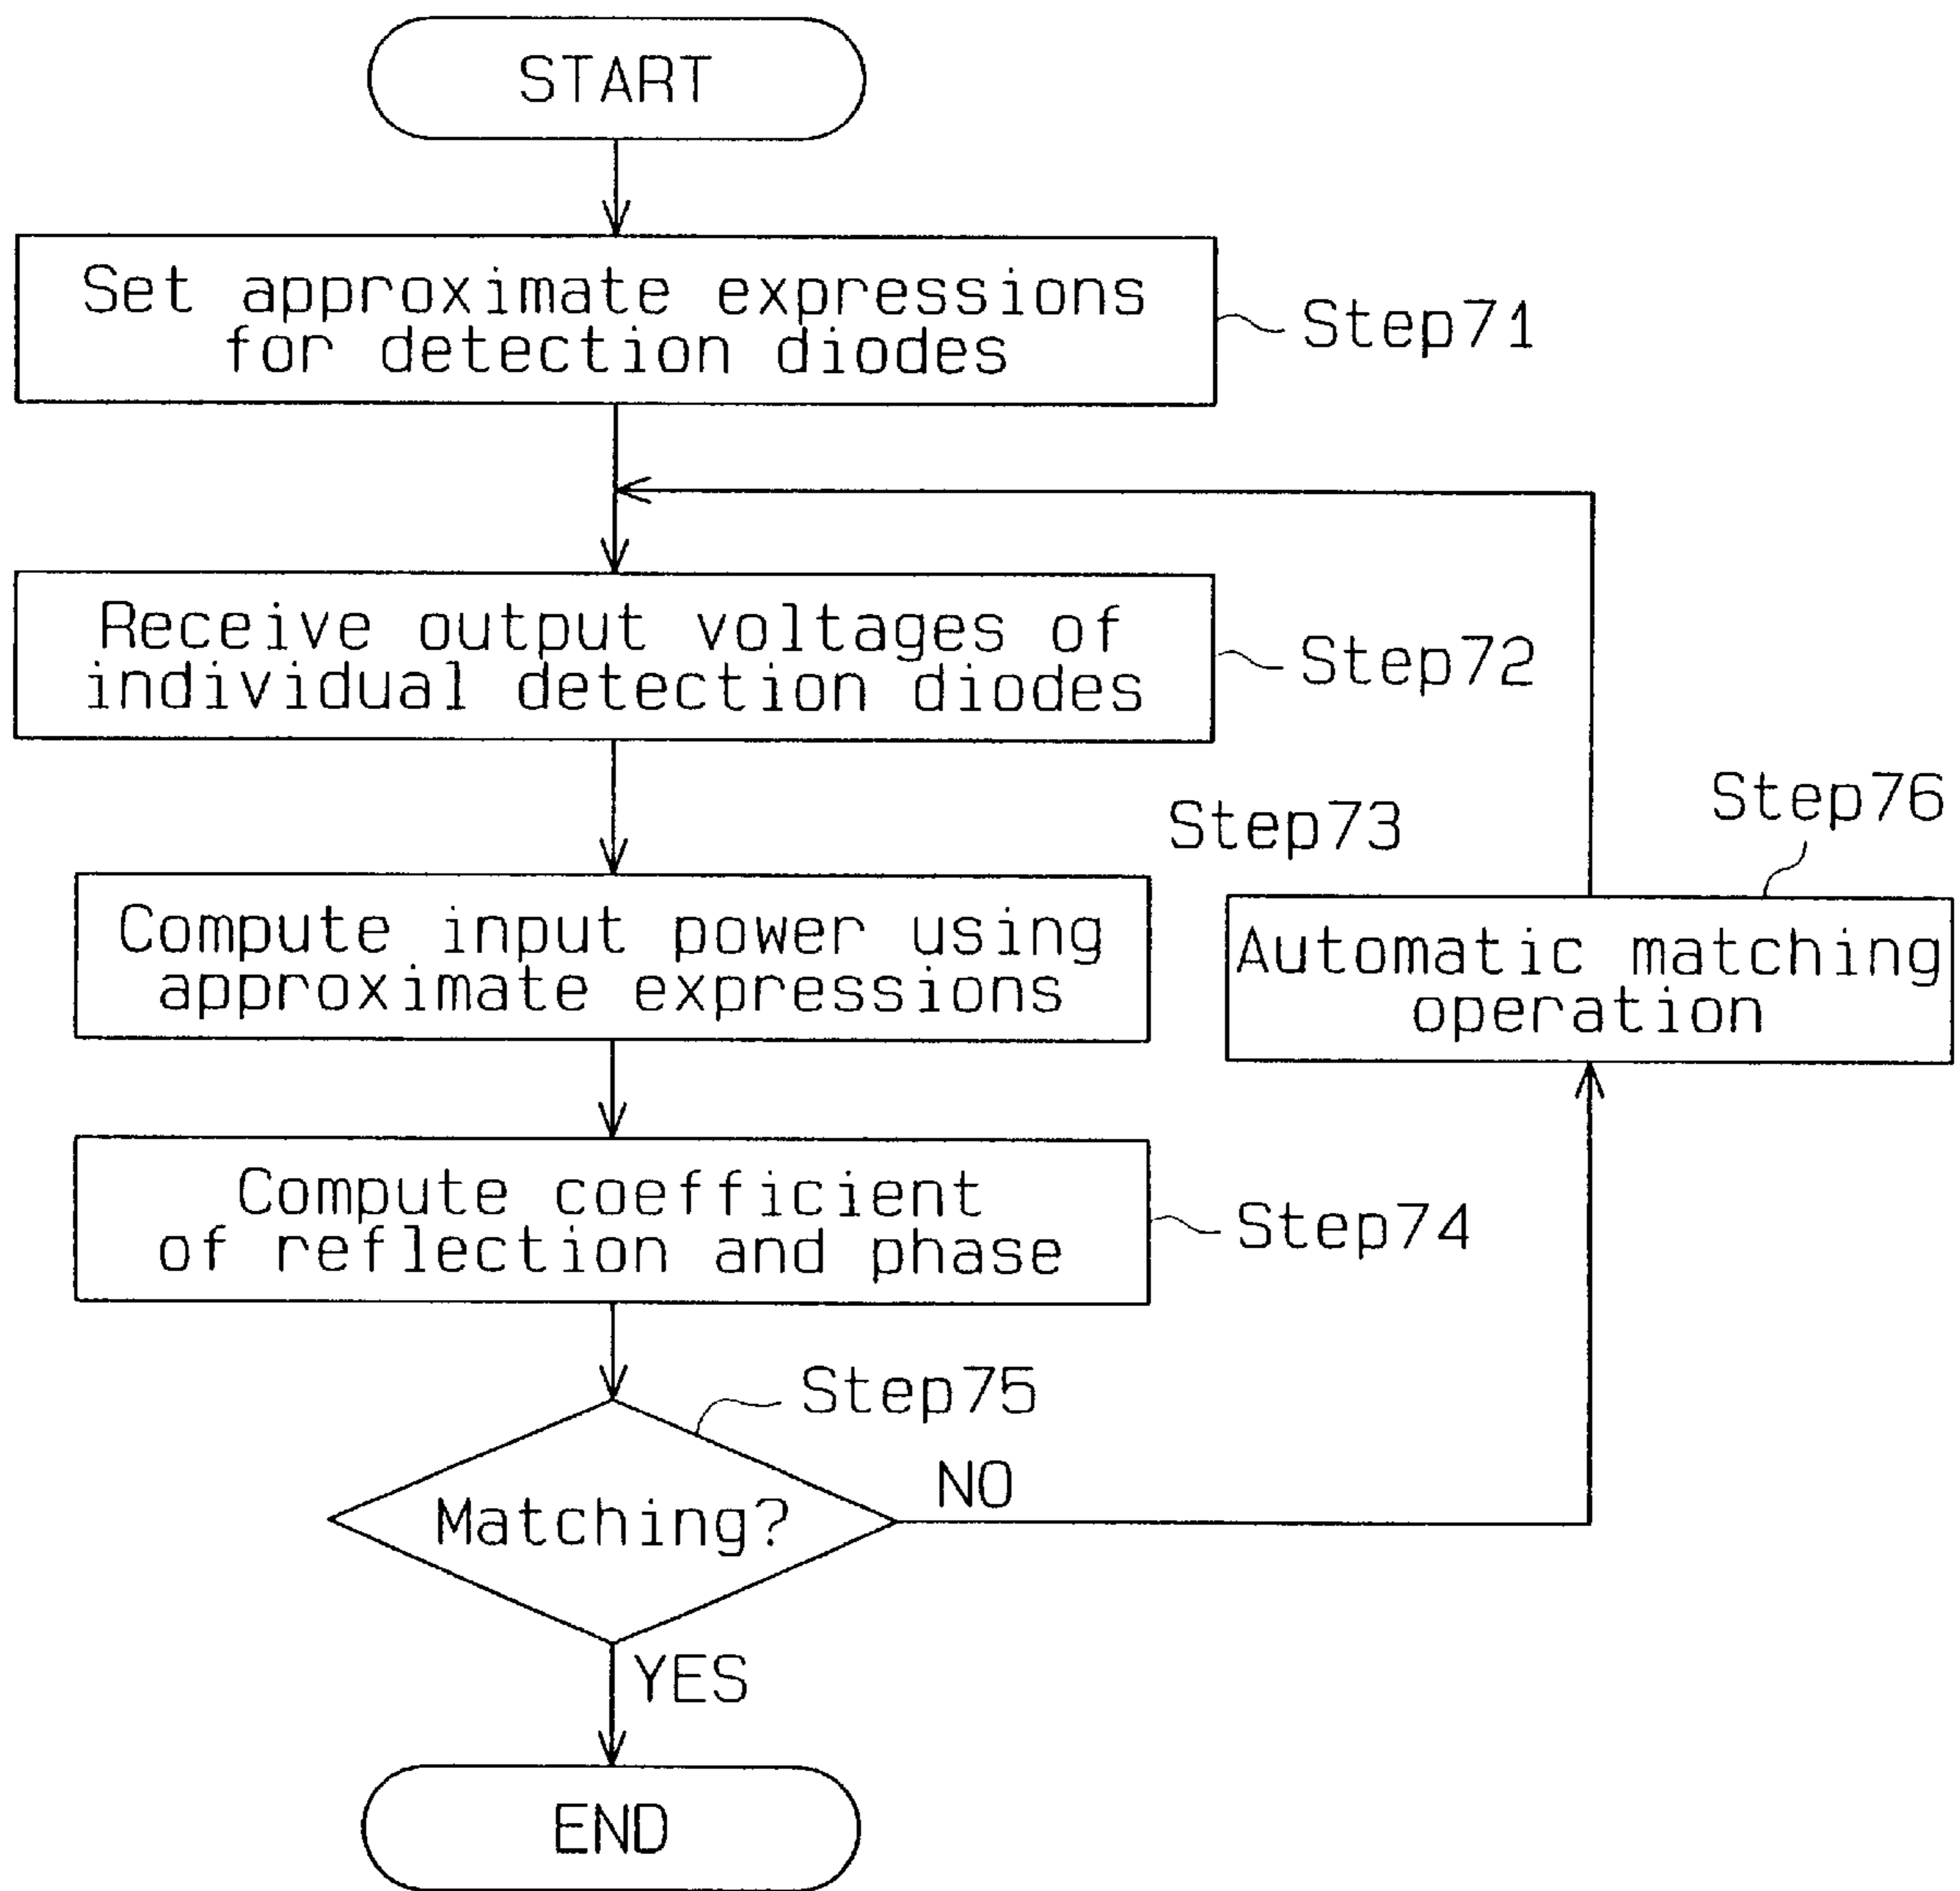 START
Set approximate expressions
for detection diodes
Step71
Receive output voltages of
individual detection diodes
Step72
Step73
Compute input power using
approximate expressions
Step76
Automatic matching
operation
Compute coefficient
of reflection and phase
Step74
Step75
Matching?
NO
YES
END